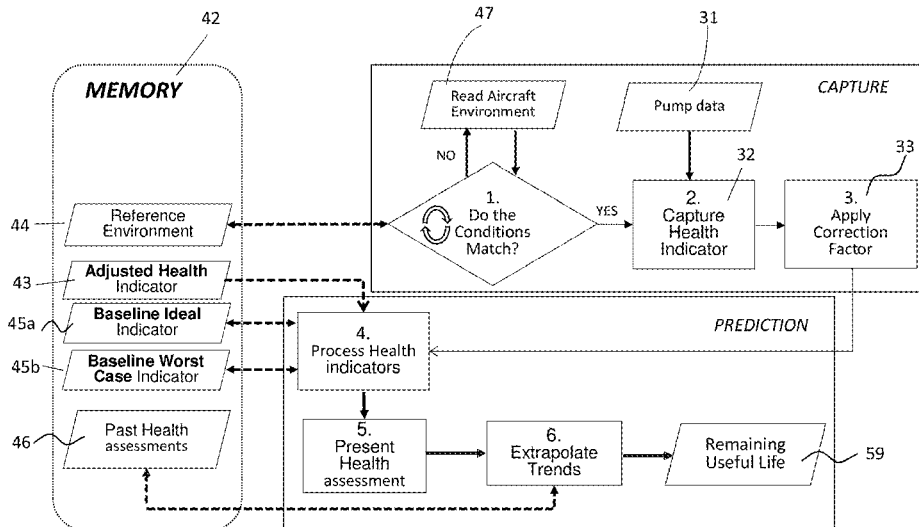 42
MEMORY
44
Reference
Environment
43
Adjusted Health
Indicator
45a
Baseline Ideal
Indicator
45b
Baseline Worst
Case Indicator
46
Past Health
assessments
47
31
CAPTURE
Read Aircraft
Environment
Pump data
NO
1.
Do the
Conditions
Match?
YES
32
2.
Capture
Health
Indicator
33
3.
Apply
Correction
Factor
PREDICTION
4.
Process Health
indicators
5.
Present
Health
assessment
6.
Extrapolate
Trends
Remaining
Useful Life
59